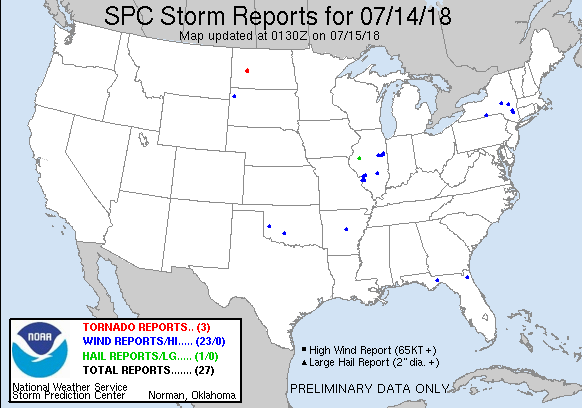 SPC Storm Reports for 07/14/18
Map updated at 0130Z on 07/15/18
NOAA
TORNADO REPORTS.. (3)
WIND REPORTS/HI..... (23/0)
HAIL REPORTS/LG..... (1/0)
TOTAL REPORTS....... (27)
National Weather Service
Storm Prediction Center Norman, Oklahoma
High Wind Report (65KT +)
Large Hail Report (2" dia. +)
PRELIMINARY DATA ONLY